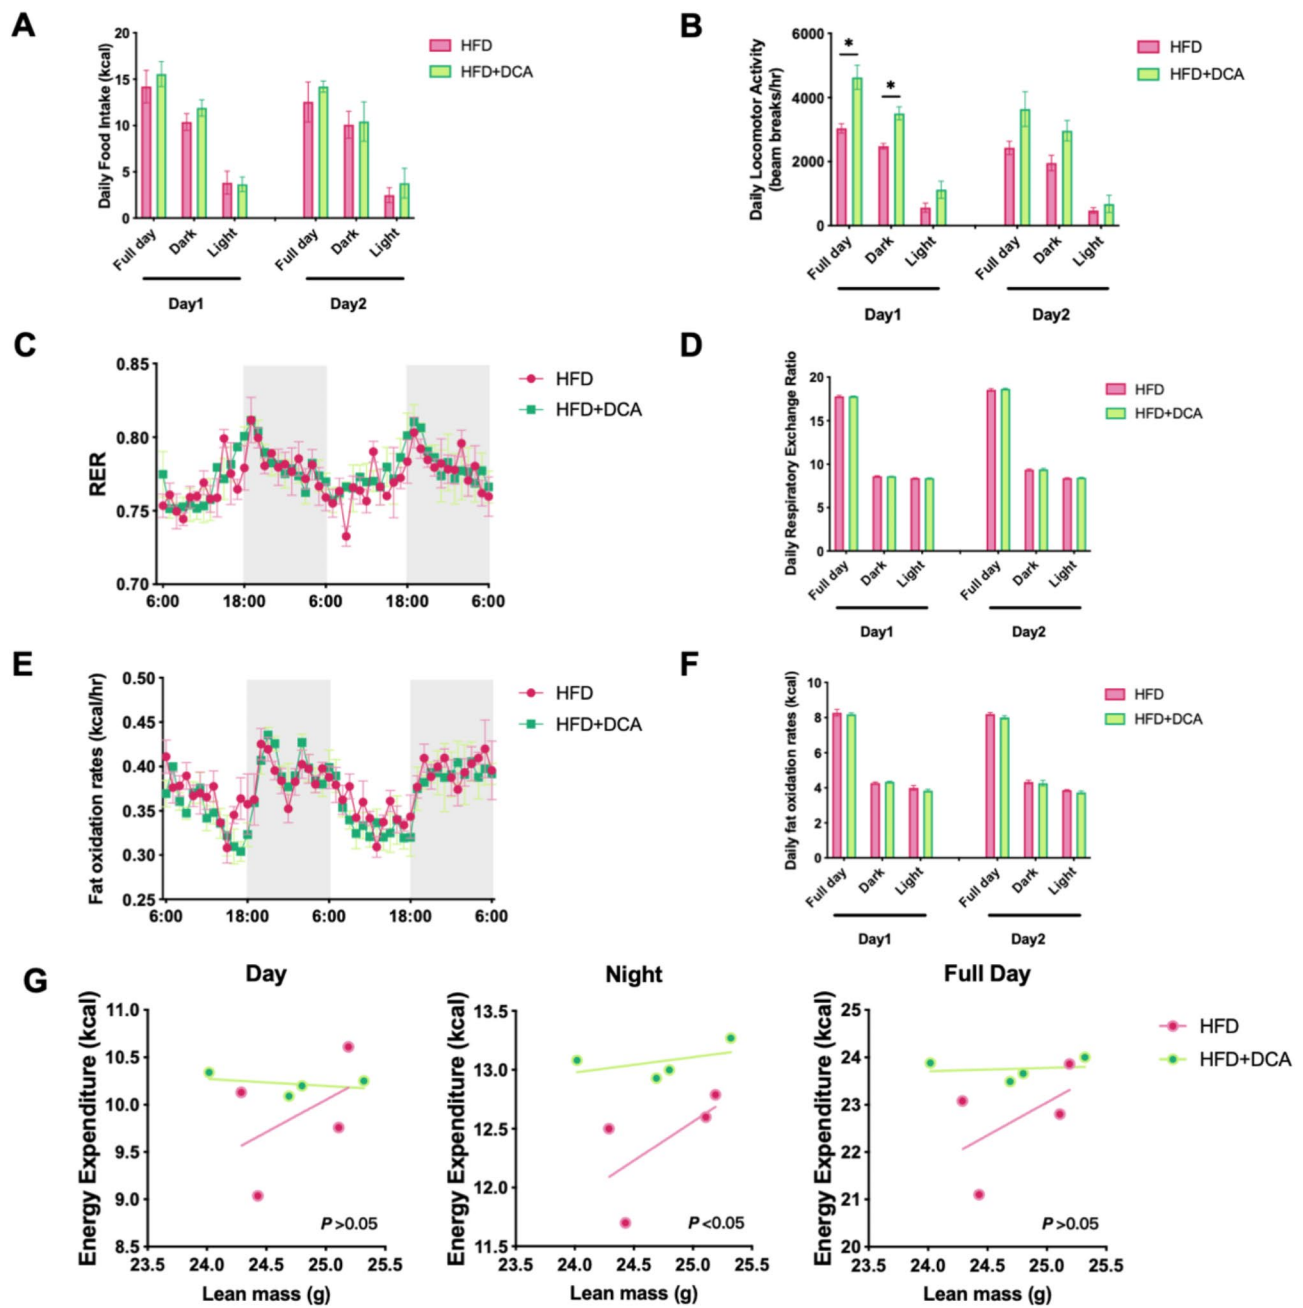 A
Daily Food Intake (kcal)
20
15
10
5
0
Full day
Dark
Light
Full day
Dark
Light
Day1
Day2
HFD
HFD+DCA
B
Daily Locomotor Activity
(beam breaks/hr)
6000
4000
2000
0
*
*
Full day
Dark
Light
Full day
Dark
Light
Day1
Day2
HFD
HFD+DCA
C
RER
0.85
0.80
0.75
0.70
6:00
18:00
6:00
18:00
6:00
HFD
HFD+DCA
D
Daily Respiratory Exchange Ratio
20
15
10
5
0
Full day
Dark
Light
Full day
Dark
Light
Day1
Day2
HFD
HFD+DCA
E
Fat oxidation rates (kcal/hr)
0.50
0.45
0.40
0.35
0.30
0.25
6:00
18:00
6:00
18:00
6:00
HFD
HFD+DCA
F
Daily fat oxidation rates (kcal)
10
8
6
4
2
0
Full day
Dark
Light
Full day
Dark
Light
Day1
Day2
HFD
HFD+DCA
G
Day
Energy Expenditure (kcal)
11.0
10.5
10.0
9.5
9.0
8.5
P >0.05
23.5 24.0 24.5 25.0 25.5
Lean mass (g)
Night
Energy Expenditure (kcal)
13.5
13.0
12.5
12.0
11.5
P <0.05
23.5 24.0 24.5 25.0 25.5
Lean mass (g)
Full Day
Energy Expenditure (kcal)
25
24
23
22
21
20
P >0.05
23.5 24.0 24.5 25.0 25.5
Lean mass (g)
HFD
HFD+DCA